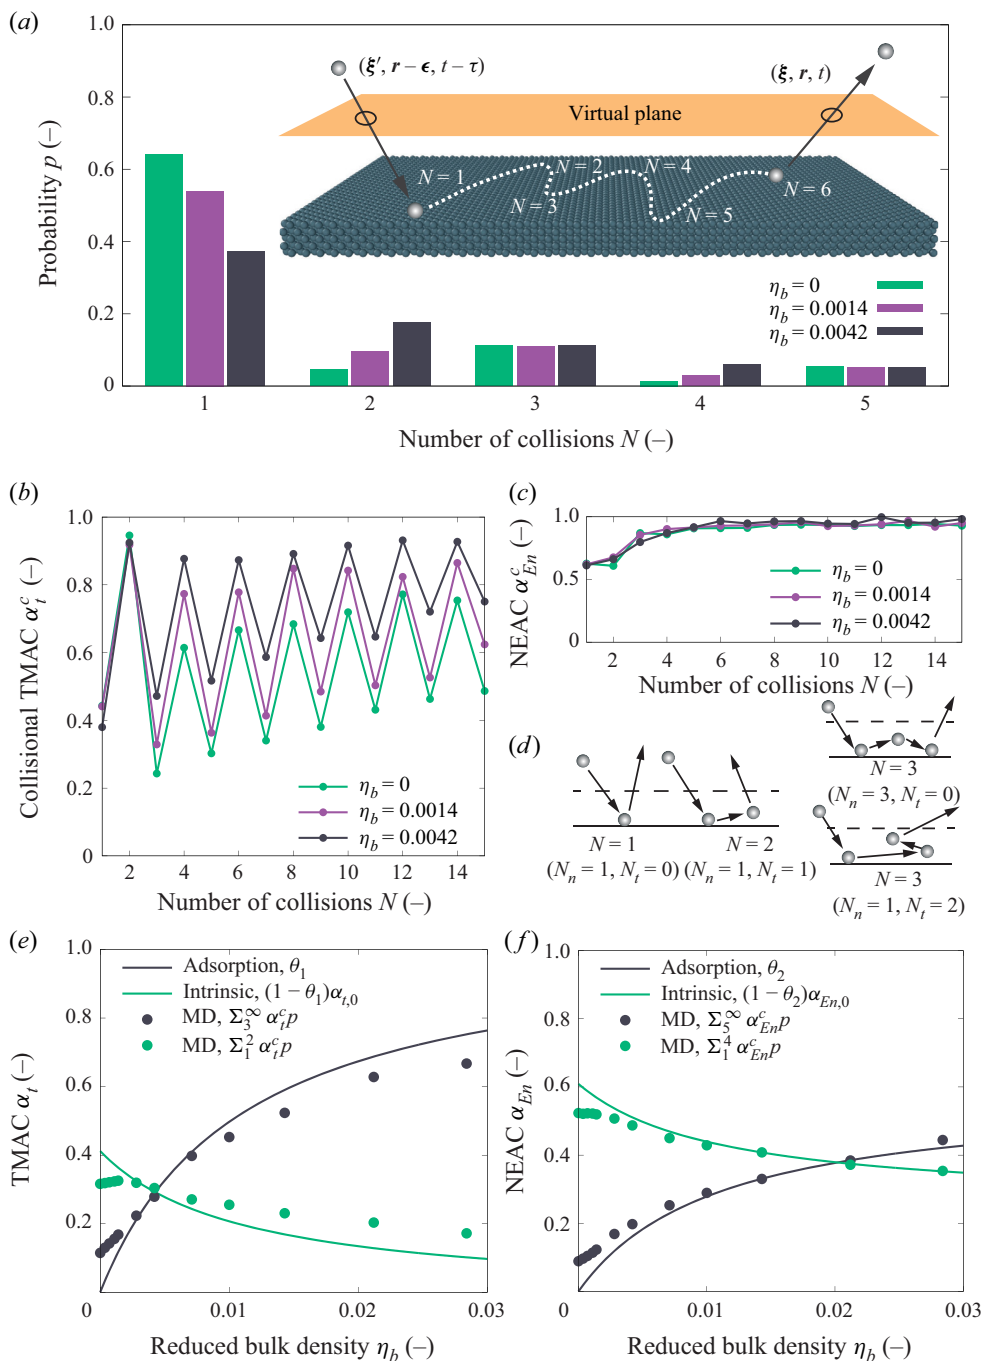 (a)
1.0
0.8
0.6
0.4
0.2
0
Probability p (–)
(ξ′, r – ϵ, t – τ)
(ξ, r, t)
Virtual plane
N = 1
N = 2
N = 3
N = 4
N = 5
N = 6
η_b = 0
η_b = 0.0014
η_b = 0.0042
1 2 3 4 5
Number of collisions N (–)
(b)
1.0
0.8
0.6
0.4
0.2
0
Collisional TMAC α_t^c (–)
η_b = 0
η_b = 0.0014
η_b = 0.0042
2 4 6 8 10 12 14
Number of collisions N (–)
(c)
1.0
0.5
0
NEAC α_En^c (–)
η_b = 0
η_b = 0.0014
η_b = 0.0042
2 4 6 8 10 12 14
Number of collisions N (–)
(d)
N = 1
(N_n = 1, N_t = 0)
N = 2
(N_n = 1, N_t = 1)
N = 3
(N_n = 3, N_t = 0)
N = 3
(N_n = 1, N_t = 2)
(e)
1.0
0.8
0.6
0.4
0.2
TMAC α_t (–)
Adsorption, θ_1
Intrinsic, (1 – θ_1)α_t,0
MD, Σ_3^∞ α_t^c p
MD, Σ_1^2 α_t^c p
0 0.01 0.02 0.03
Reduced bulk density η_b (–)
(f)
1.0
0.8
0.6
0.4
0.2
0
NEAC α_En (–)
Adsorption, θ_2
Intrinsic, (1 – θ_2)α_En,0
MD, Σ_5^∞ α_En^c p
MD, Σ_1^4 α_En^c p
0 0.01 0.02 0.03
Reduced bulk density η_b (–)